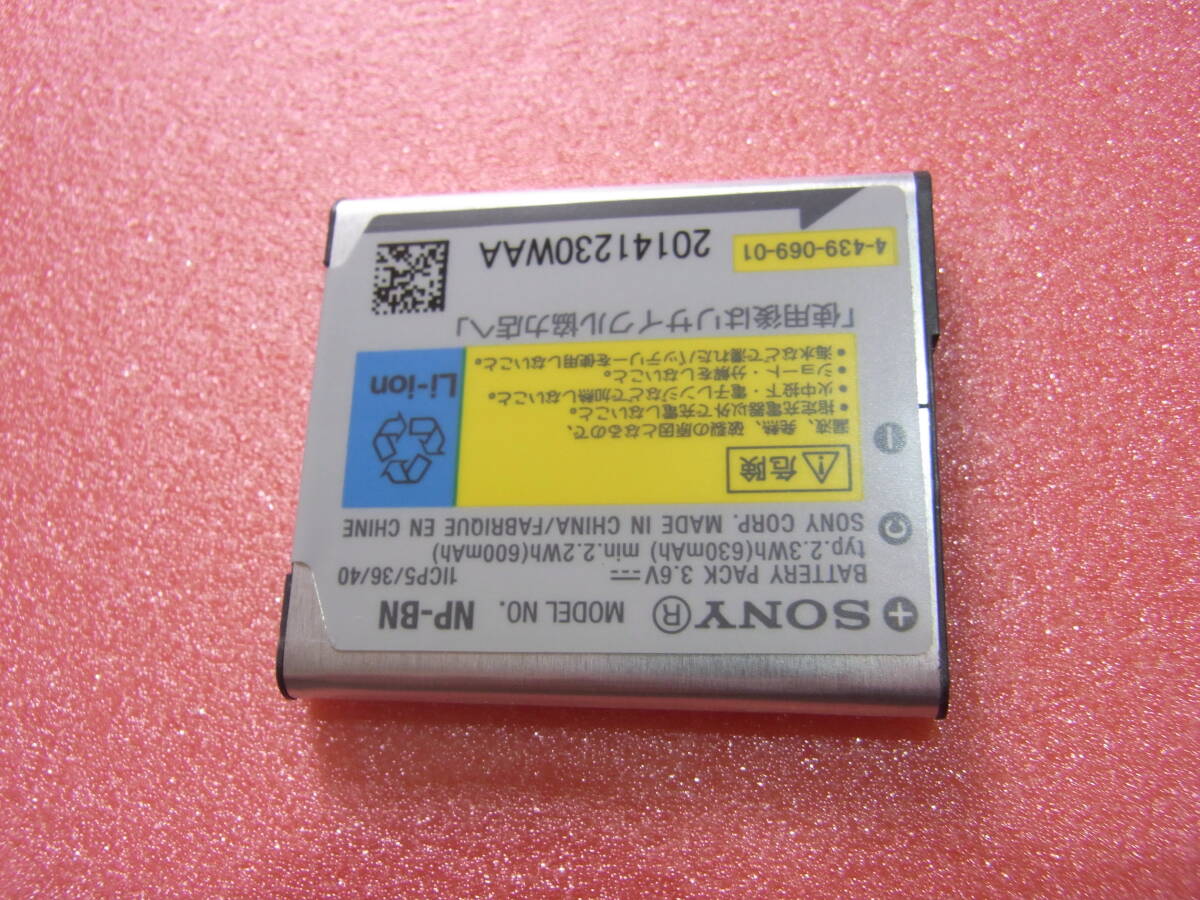 SONY® MODEL NO. NP-BN
BATTERY PACK 3.6V⎓ 1ICP5/36/40
typ.2.3Wh(630mAh) min.2.2Wh(600mAh)
SONY CORP. MADE IN CHINA/FABRIQUE EN CHINE
+
C
−
危険
漏液、発熱、破裂の原因となるので、
●指定充電器以外で充電しないこと。
●火中投下・電子レンジなどで加熱しないこと。
●ショート・分解をしないこと。
●海水などで濡れたバッテリーを使用しないこと。
Li-ion
「使用後はリサイクル協力店へ」
4-439-069-01
20141230WAA